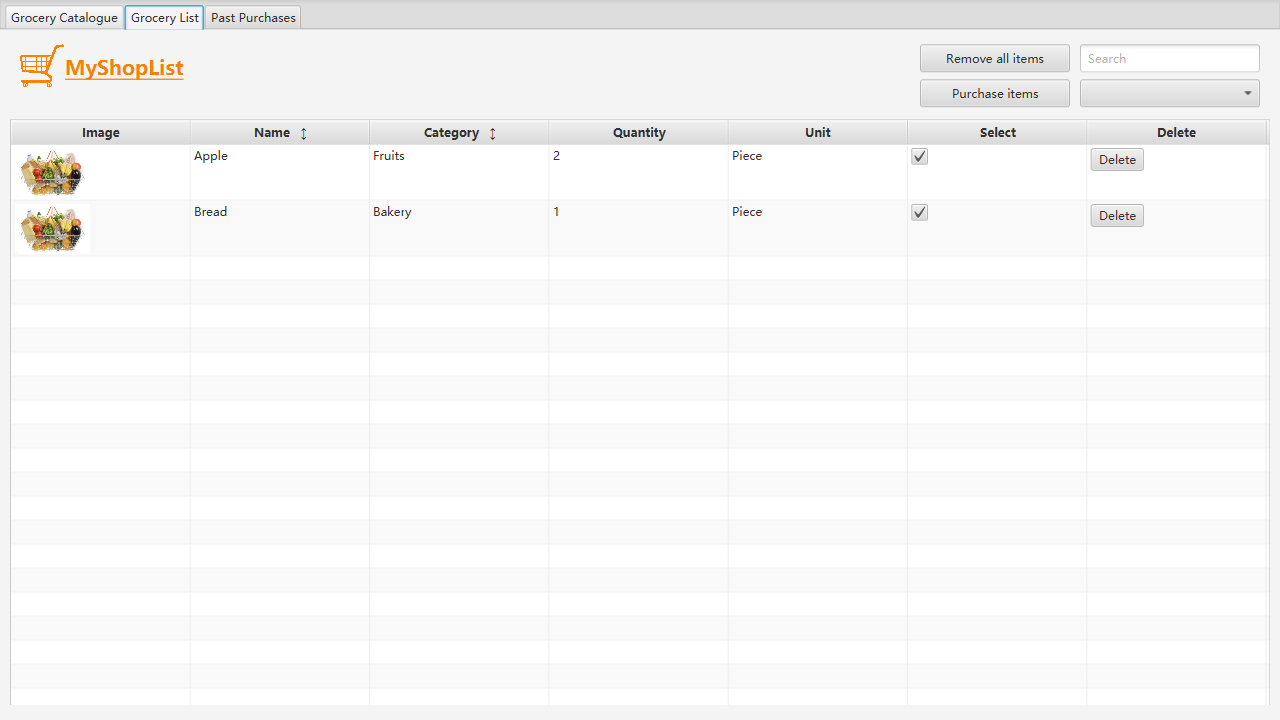 Grocery Catalogue Grocery List Past Purchases
MyShopList
Remove all items Search
Purchase items
Image Name ↕ Category ↕ Quantity Unit Select Delete
Apple Fruits 2 Piece Delete
Bread Bakery 1 Piece Delete